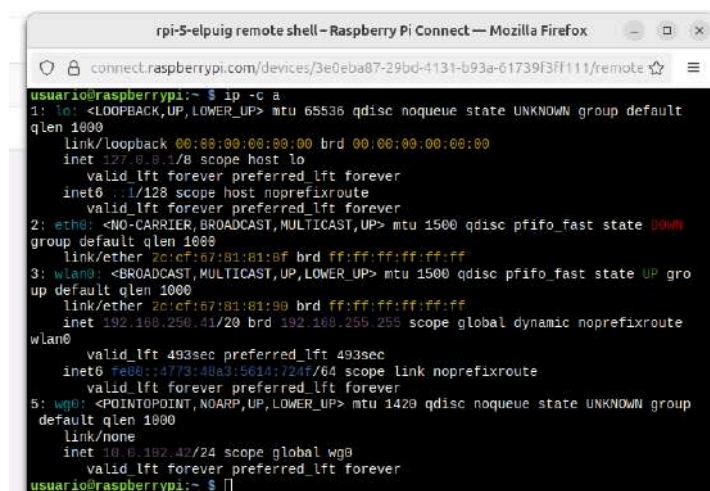 rpi-5-elpuig remote shell – Raspberry Pi Connect — Mozilla Firefox
connect.raspberrypi.com/devices/3e0eba87-29bd-4131-b93a-61739f3ff111/remote
usuario@raspberrypi:~ $ ip -c a
1: lo: <LOOPBACK,UP,LOWER_UP> mtu 65536 qdisc noqueue state UNKNOWN group default
qlen 1000
    link/loopback 00:00:00:00:00:00 brd 00:00:00:00:00:00
    inet 127.0.0.1/8 scope host lo
       valid_lft forever preferred_lft forever
    inet6 ::1/128 scope host noprefixroute
       valid_lft forever preferred_lft forever
2: eth0: <NO-CARRIER,BROADCAST,MULTICAST,UP> mtu 1500 qdisc pfifo_fast state DOWN
group default qlen 1000
    link/ether 2c:cf:67:81:81:8f brd ff:ff:ff:ff:ff:ff
3: wlan0: <BROADCAST,MULTICAST,UP,LOWER_UP> mtu 1500 qdisc pfifo_fast state UP gro
up default qlen 1000
    link/ether 2c:cf:67:81:81:90 brd ff:ff:ff:ff:ff:ff
    inet 192.168.250.41/20 brd 192.168.255.255 scope global dynamic noprefixroute
wlan0
       valid_lft 493sec preferred_lft 493sec
    inet6 fe80::4773:48a3:5614:724f/64 scope link noprefixroute
       valid_lft forever preferred_lft forever
5: wg0: <POINTOPOINT,NOARP,UP,LOWER_UP> mtu 1420 qdisc noqueue state UNKNOWN group
 default qlen 1000
    link/none
    inet 10.0.102.42/24 scope global wg0
       valid_lft forever preferred_lft forever
usuario@raspberrypi:~ $